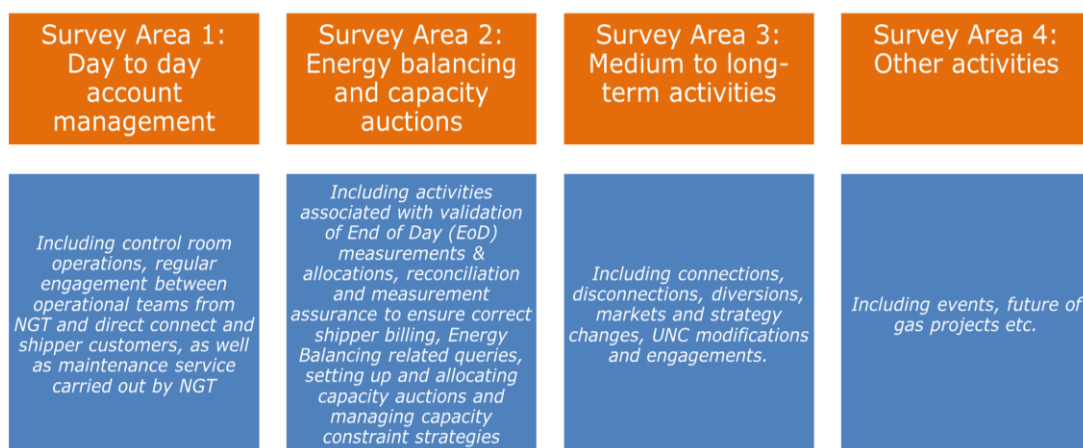 Survey Area 1:
Day to day
account
management
Survey Area 2:
Energy balancing
and capacity
auctions
Survey Area 3:
Medium to long-
term activities
Survey Area 4:
Other activities
Including control room
operations, regular
engagement between
operational teams from
NGT and direct connect and
shipper customers, as well
as maintenance service
carried out by NGT
Including activities
associated with validation
of End of Day (EoD)
measurements &
allocations, reconciliation
and measurement
assurance to ensure correct
shipper billing, Energy
Balancing related queries,
setting up and allocating
capacity auctions and
managing capacity
constraint strategies
Including connections,
disconnections, diversions,
markets and strategy
changes, UNC modifications
and engagements.
Including events, future of
gas projects etc.